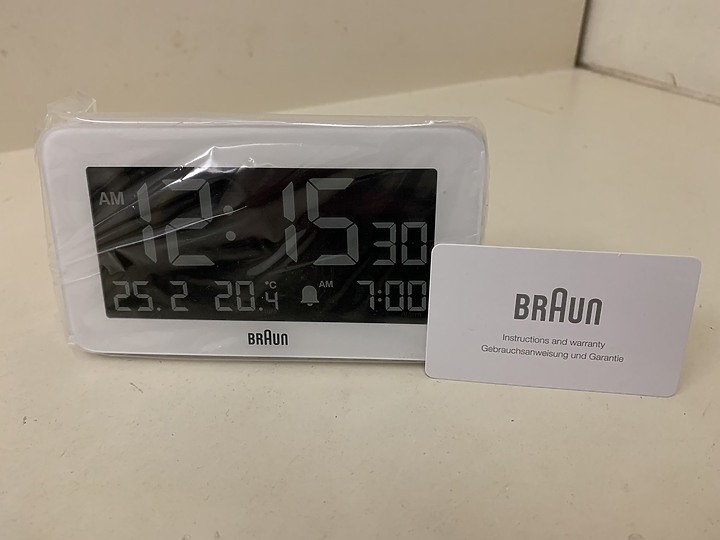 AM 12:15 30
25.2 20.4 °C AM 7:00
BRAUN
BRAUN
Instructions and warranty
Gebrauchsanweisung und Garantie